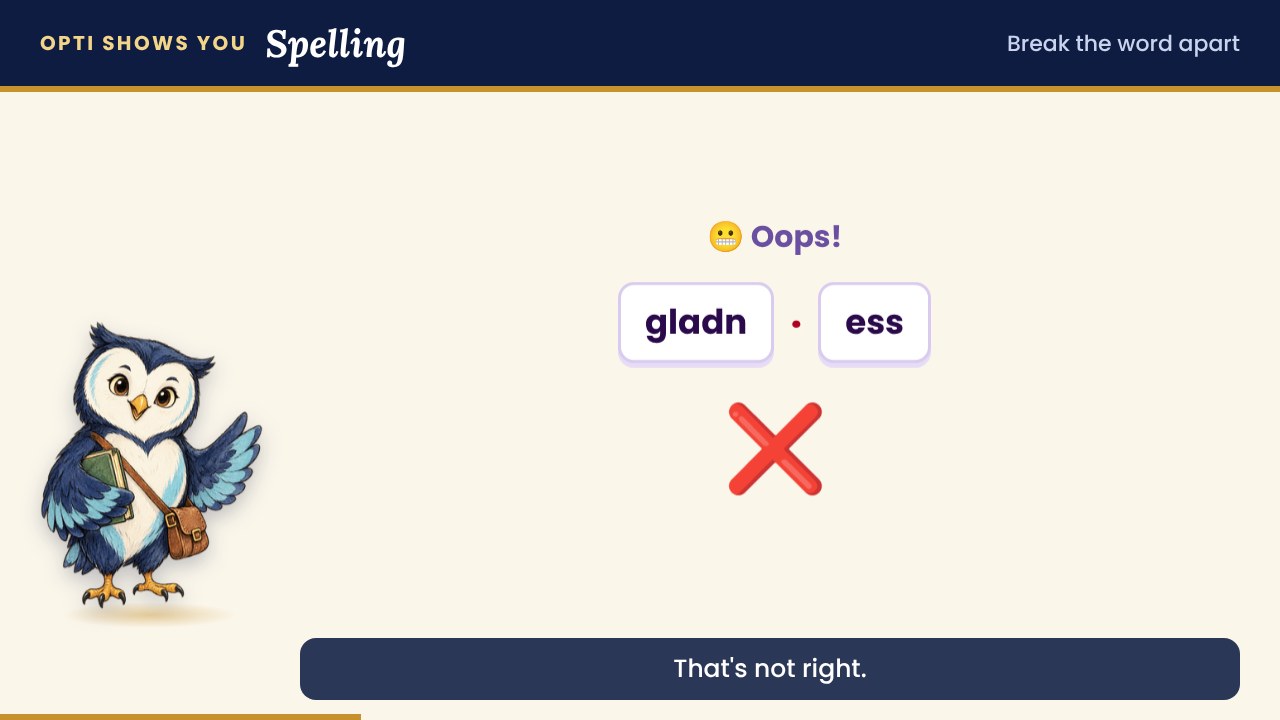 OPTI SHOWS YOU Spelling
Break the word apart
😬 Oops!
gladn • ess
That's not right.